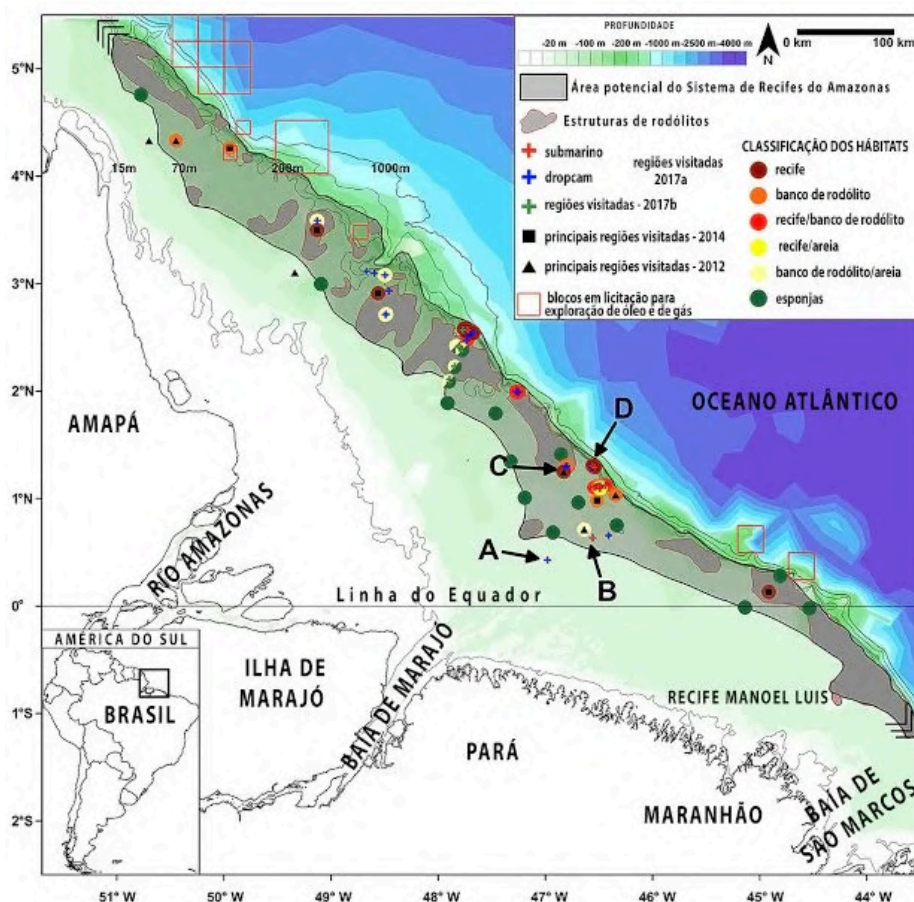 PROFUNDIDADE
-20 m -100 m -200 m -1000 m -2500 m -4000 m
N
0 km 100 km
Área potencial do Sistema de Recifes do Amazonas
Estruturas de rodólitos
submarino
dropcam
regiões visitadas
2017a
regiões visitadas - 2017b
principais regiões visitadas - 2014
principais regiões visitadas - 2012
blocos em licitação para
exploração de óleo e de gás
CLASSIFICAÇÃO DOS HÁBITATS
recife
banco de rodólito
recife/banco de rodólito
recife/areia
banco de rodólito/areia
esponjas
5°N
4°N
3°N
2°N
1°N
0°
1°S
2°S
15m 70m 200m 1000m
OCEANO ATLÂNTICO
AMAPÁ
D
C
A
B
RIO AMAZONAS
Linha do Equador
AMÉRICA DO SUL
BRASIL
ILHA DE
MARAJÓ
BAÍA DE MARAJÓ
RECIFE MANOEL LUIS
PARÁ
MARANHÃO
BAÍA DE
SÃO MARCOS
51°W 50°W 49°W 48°W 47°W 46°W 45°W 44°W